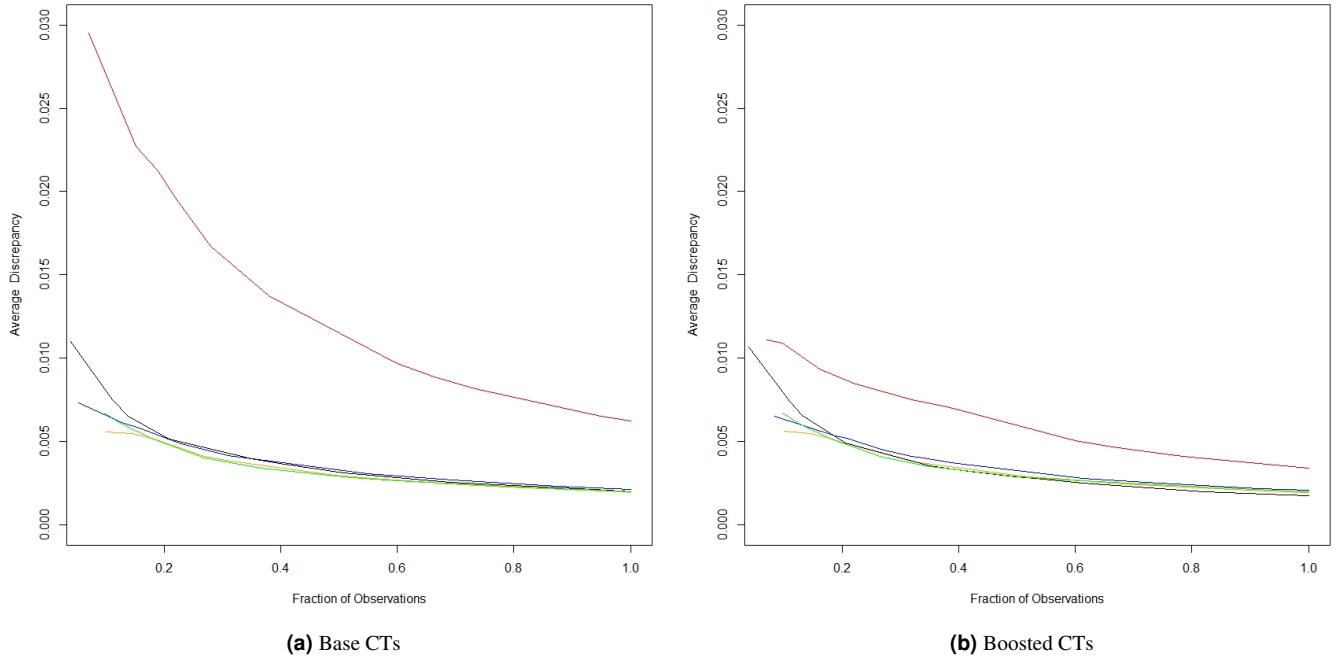 0.030
0.025
0.020
0.015
0.010
0.005
0.000
Average Discrepancy
0.2 0.4 0.6 0.8 1.0
Fraction of Observations
(a) Base CTs
0.030
0.025
0.020
0.015
0.010
0.005
0.000
Average Discrepancy
0.2 0.4 0.6 0.8 1.0
Fraction of Observations
(b) Boosted CTs